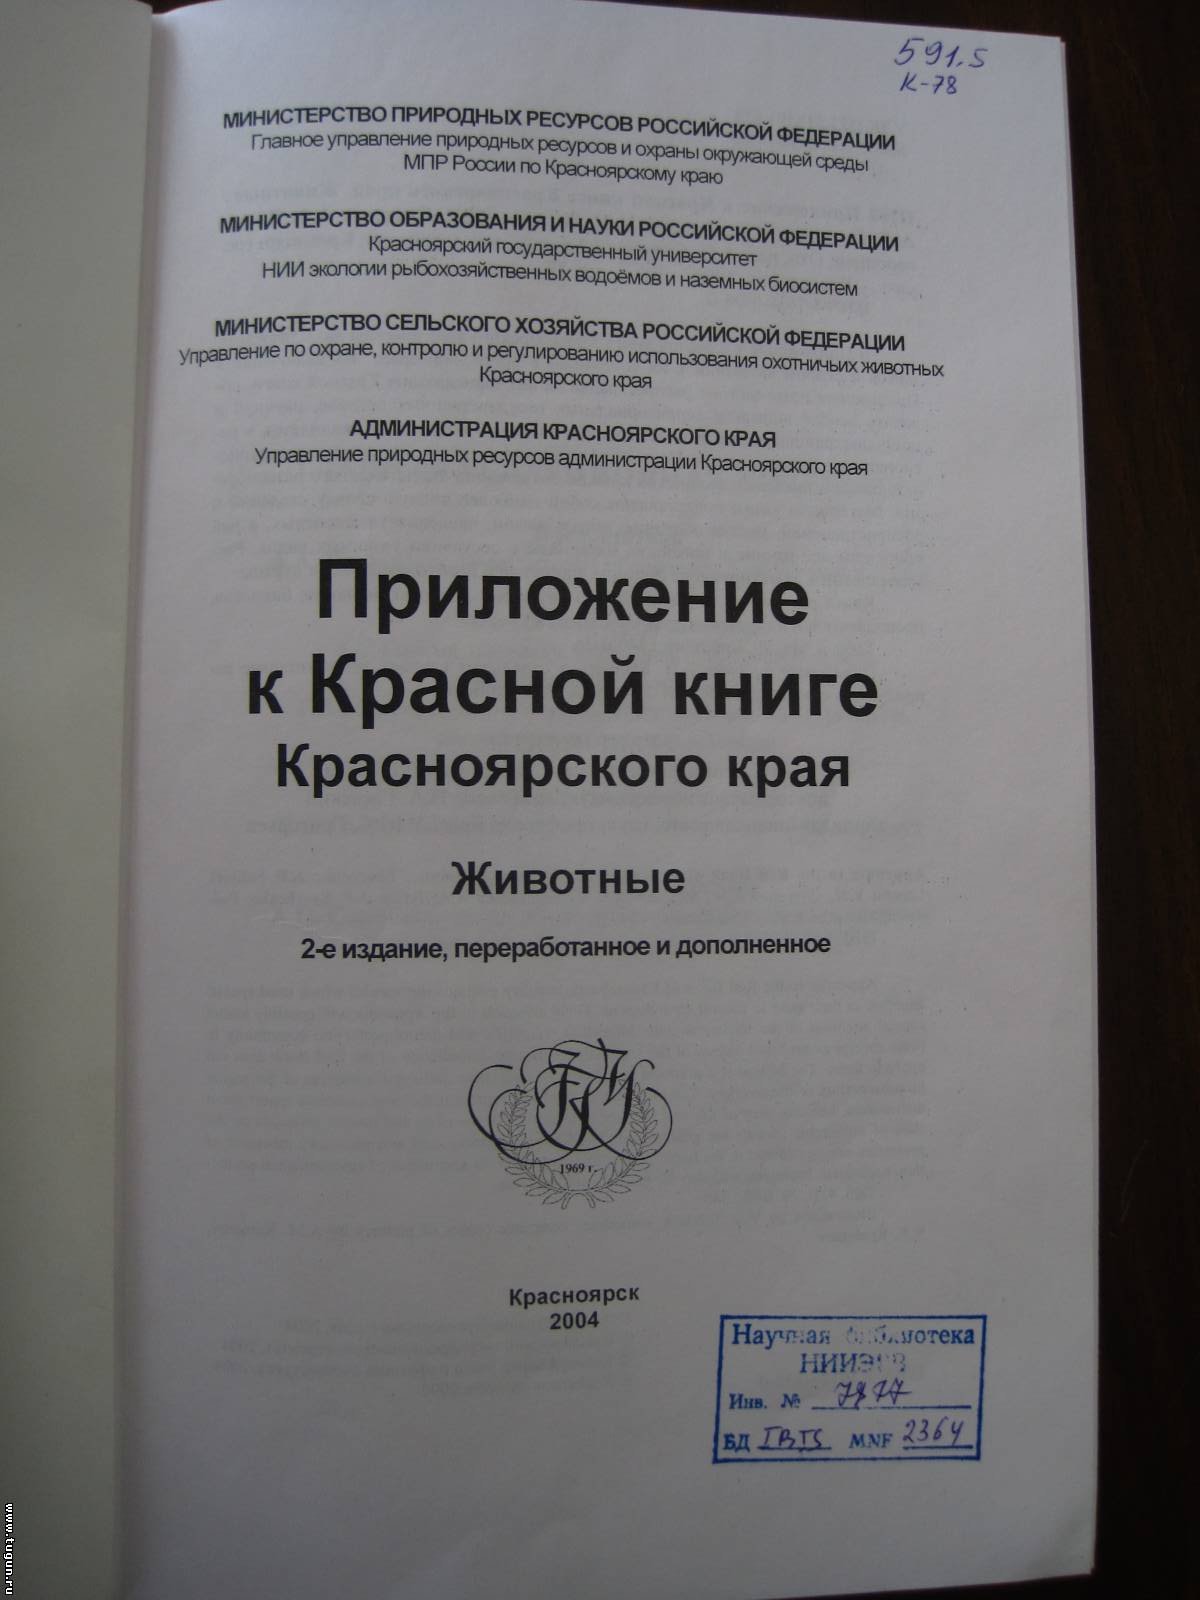 591.5
К-78
МИНИСТЕРСТВО ПРИРОДНЫХ РЕСУРСОВ РОССИЙСКОЙ ФЕДЕРАЦИИ
Главное управление природных ресурсов и охраны окружающей среды
МПР России по Красноярскому краю
МИНИСТЕРСТВО ОБРАЗОВАНИЯ И НАУКИ РОССИЙСКОЙ ФЕДЕРАЦИИ
Красноярский государственный университет
НИИ экологии рыбохозяйственных водоёмов и наземных биосистем
МИНИСТЕРСТВО СЕЛЬСКОГО ХОЗЯЙСТВА РОССИЙСКОЙ ФЕДЕРАЦИИ
Управление по охране, контролю и регулированию использования охотничьих животных
Красноярского края
АДМИНИСТРАЦИЯ КРАСНОЯРСКОГО КРАЯ
Управление природных ресурсов администрации Красноярского края
Приложение
к Красной книге
Красноярского края
Животные
2-е издание, переработанное и дополненное
1969 г.
Красноярск
2004
Научная библиотека
Инв. №
БД IBIS MNF 2364
www.tugun.ru